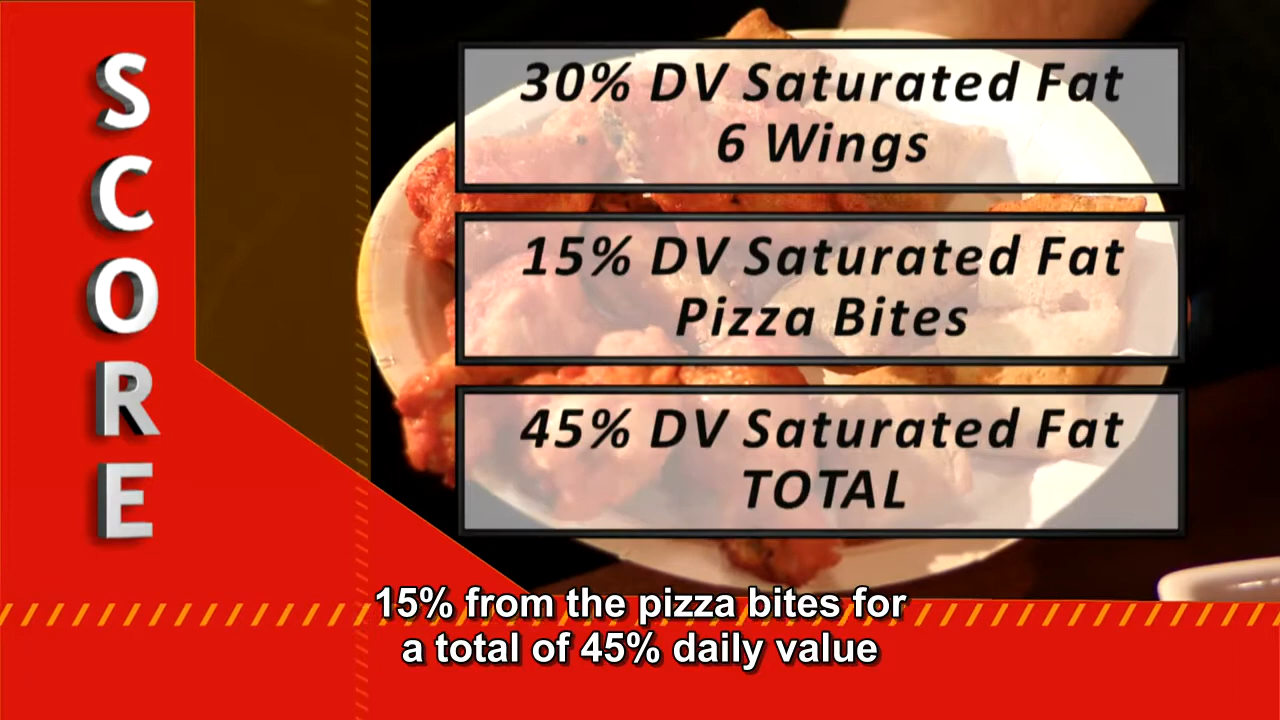 SCORE
30% DV Saturated Fat
6 Wings
15% DV Saturated Fat
Pizza Bites
45% DV Saturated Fat
TOTAL
15% from the pizza bites for
a total of 45% daily value